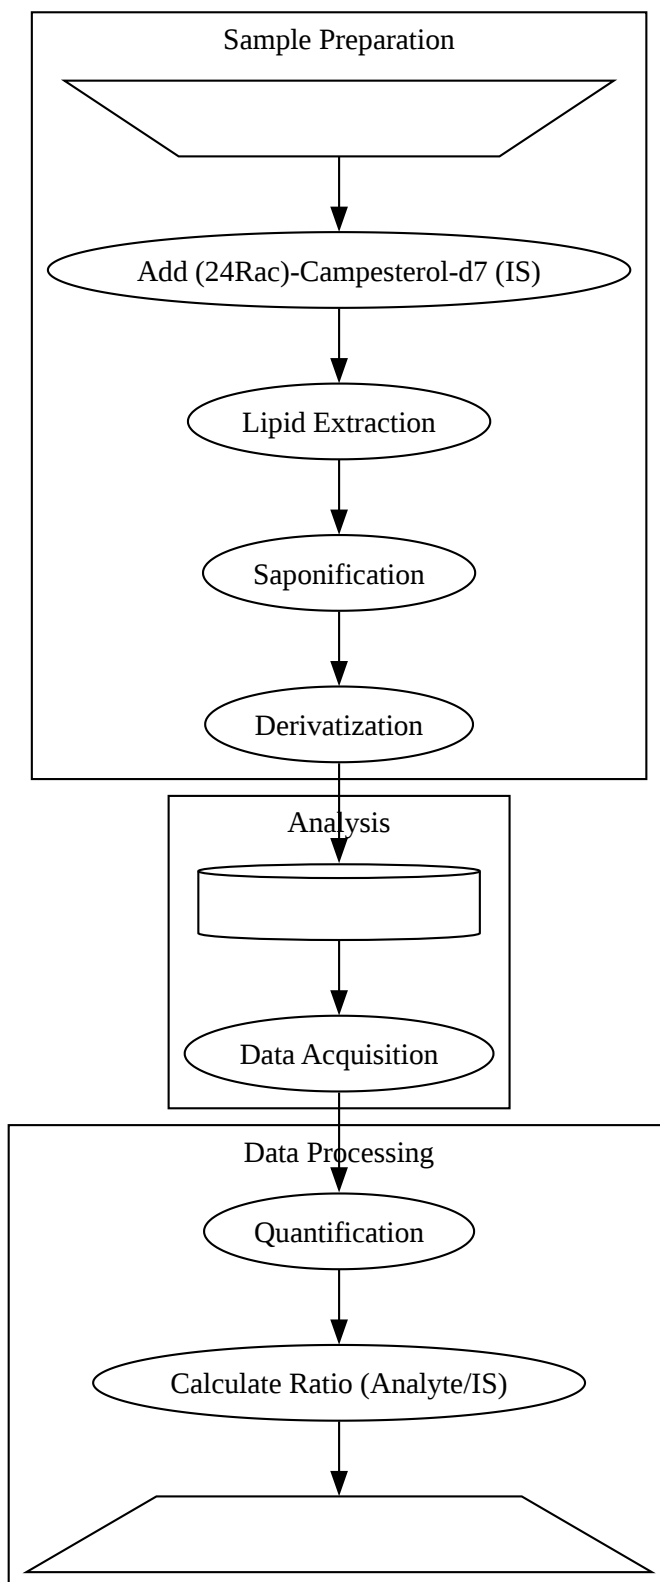 Sample Preparation
Add (24Rac)-Campesterol-d7 (IS)
Lipid Extraction
Saponification
Derivatization
Analysis
Data Acquisition
Data Processing
Quantification
Calculate Ratio (Analyte/IS)